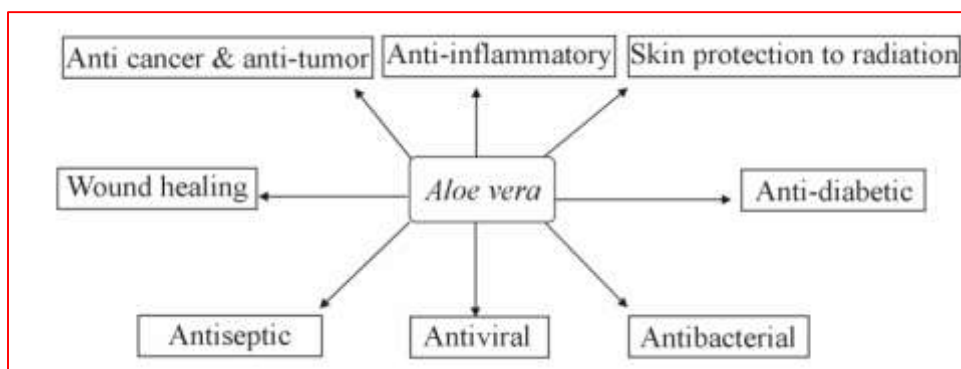 Anti cancer & anti-tumor
Anti-inflammatory
Skin protection to radiation
Wound healing
Aloe vera
Anti-diabetic
Antiseptic
Antiviral
Antibacterial